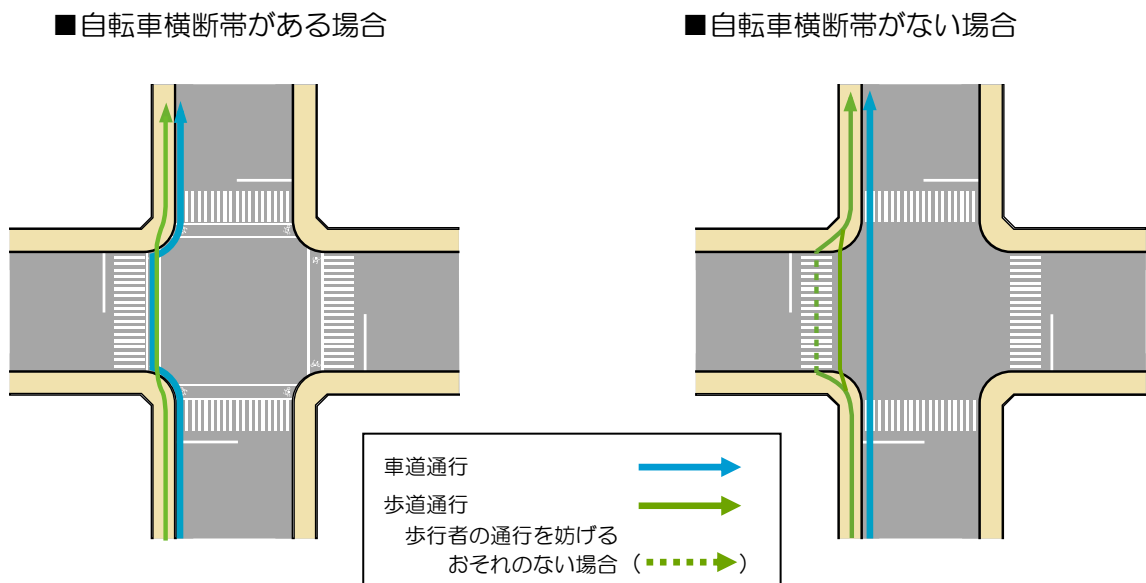 ■自転車横断帯がある場合
■自転車横断帯がない場合
車道通行
歩道通行
歩行者の通行を妨げる
おそれのない場合（　　　）